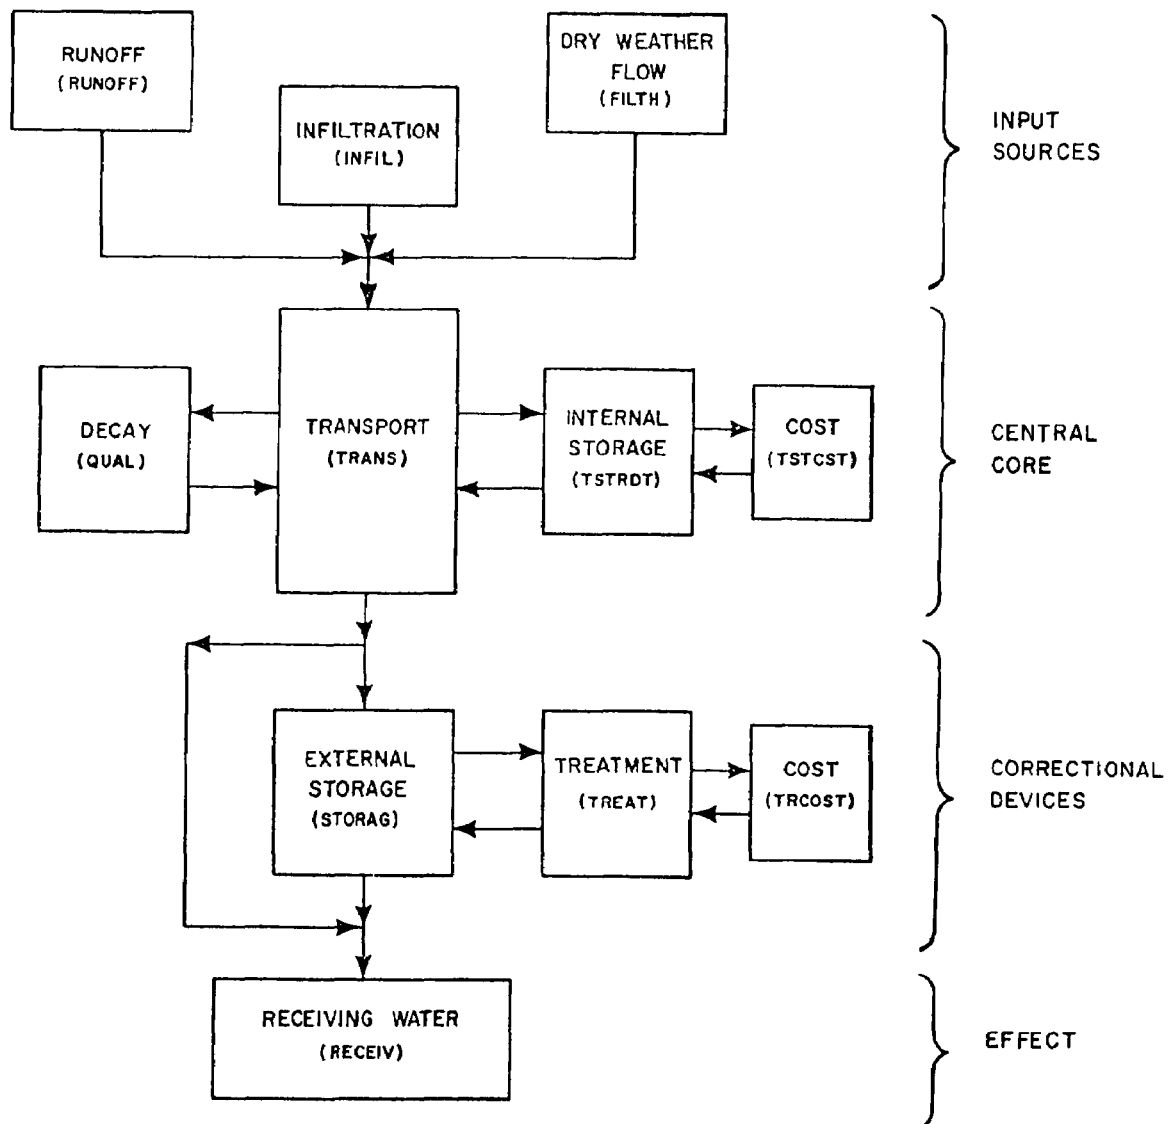 RUNOFF
(RUNOFF)
INFILTRATION
(INFIL)
DRY WEATHER
FLOW
(FILTH)
INPUT
SOURCES
DECAY
(QUAL)
TRANSPORT
(TRANS)
INTERNAL
STORAGE
(TSTRDT)
COST
(TSTCST)
CENTRAL
CORE
EXTERNAL
STORAGE
(STORAG)
TREATMENT
(TREAT)
COST
(TRCOST)
CORRECTIONAL
DEVICES
RECEIVING WATER
(RECEIV)
EFFECT